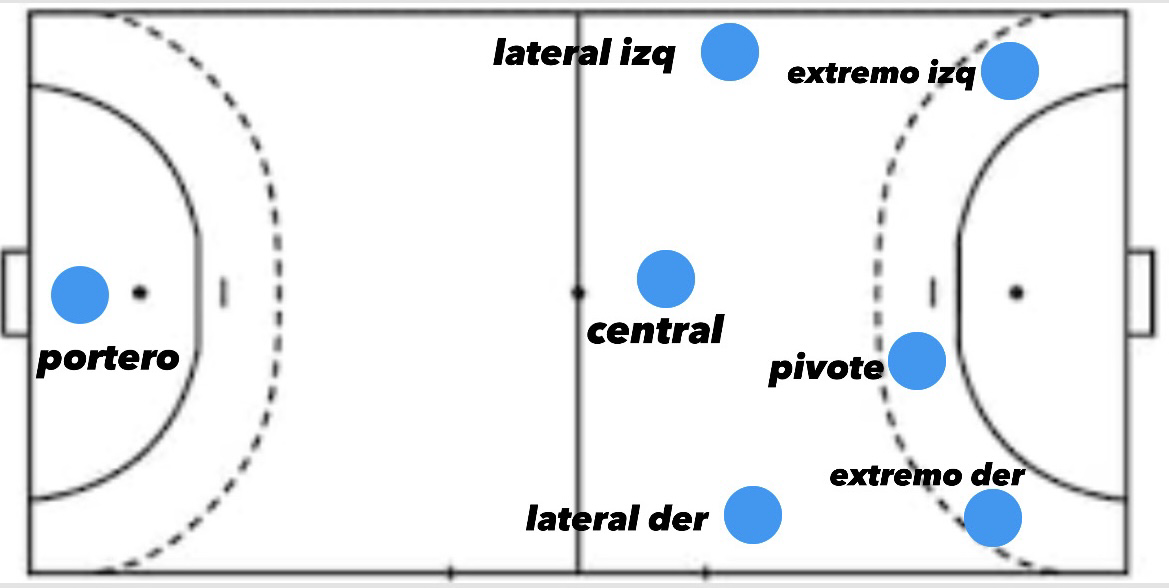 lateral izq
extremo izq
central
portero
pivote
extremo der
lateral der